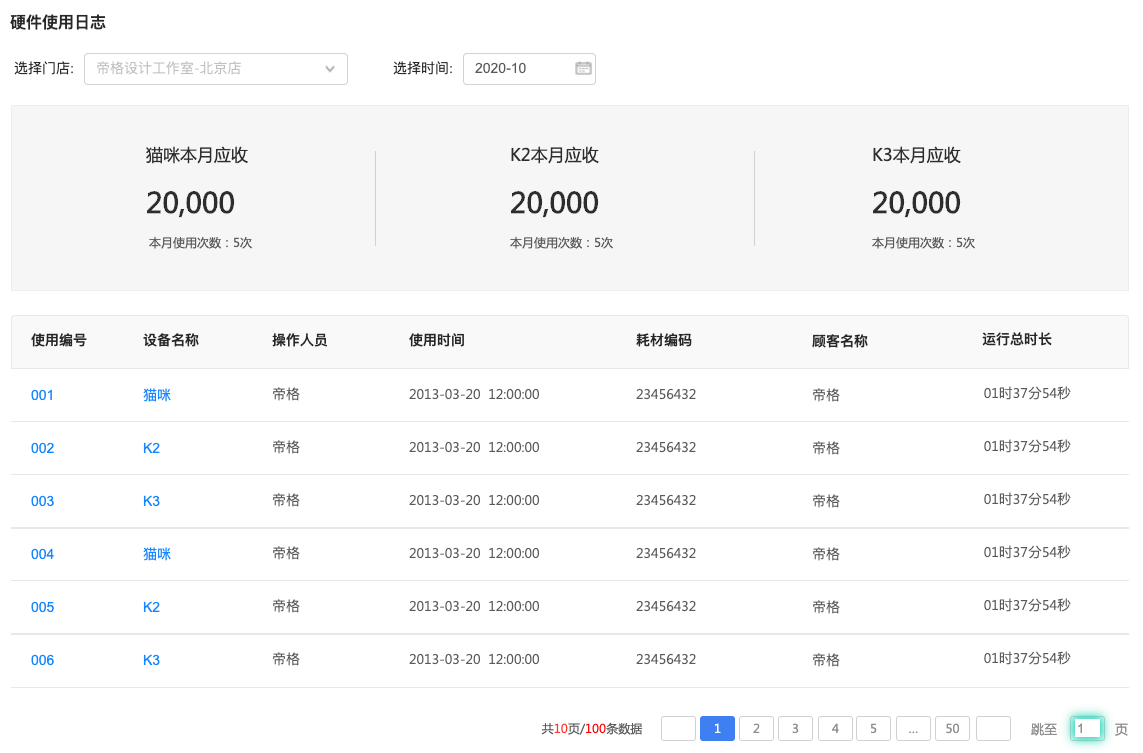 硬件使用日志
选择门店: 帝格设计工作室-北京店 选择时间: 2020-10
猫咪本月应收 K2本月应收 K3本月应收
20,000 20,000 20,000
本月使用次数：5次 本月使用次数：5次 本月使用次数：5次
使用编号 设备名称 操作人员 使用时间 耗材编码 顾客名称 运行总时长
001 猫咪 帝格 2013-03-20 12:00:00 23456432 帝格 01时37分54秒
002 K2 帝格 2013-03-20 12:00:00 23456432 帝格 01时37分54秒
003 K3 帝格 2013-03-20 12:00:00 23456432 帝格 01时37分54秒
004 猫咪 帝格 2013-03-20 12:00:00 23456432 帝格 01时37分54秒
005 K2 帝格 2013-03-20 12:00:00 23456432 帝格 01时37分54秒
006 K3 帝格 2013-03-20 12:00:00 23456432 帝格 01时37分54秒
共10页/100条数据 1 2 3 4 5 ... 50 跳至 1 页